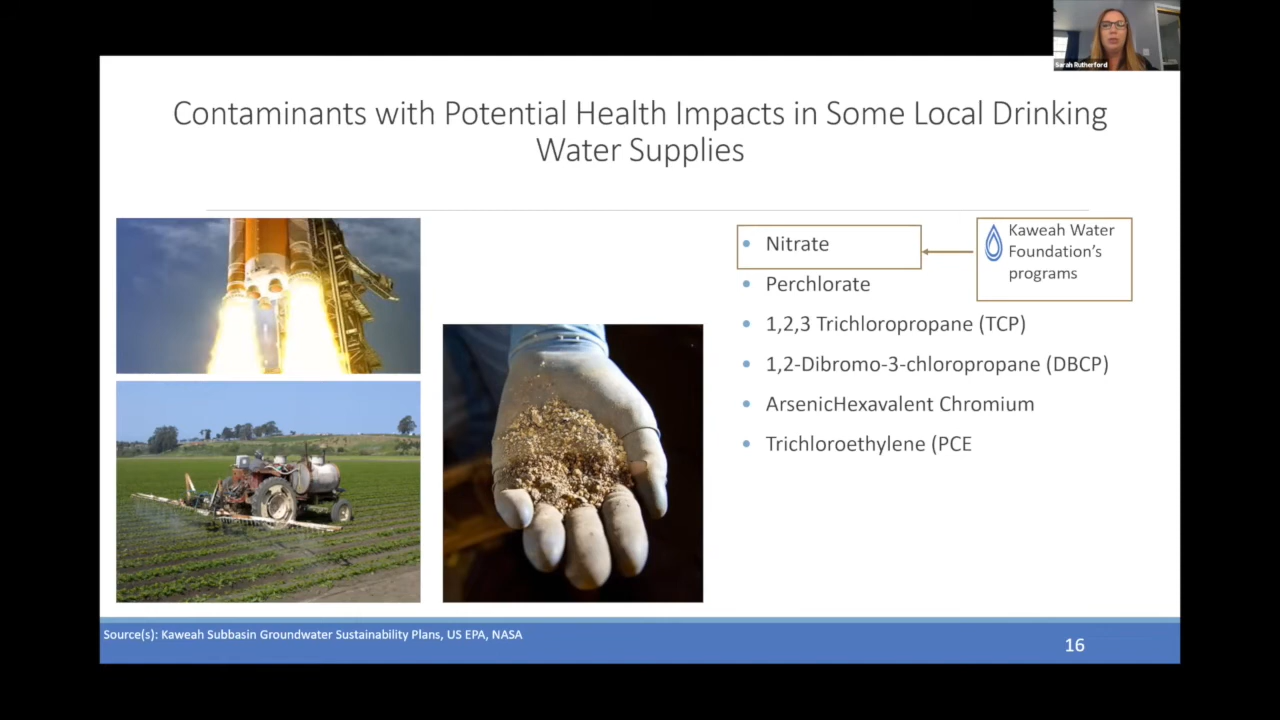 Sarah Rutherford
Contaminants with Potential Health Impacts in Some Local Drinking
Water Supplies
• Nitrate
Kaweah Water
Foundation's
programs
• Perchlorate
• 1,2,3 Trichloropropane (TCP)
• 1,2-Dibromo-3-chloropropane (DBCP)
• ArsenicHexavalent Chromium
• Trichloroethylene (PCE
Source(s): Kaweah Subbasin Groundwater Sustainability Plans, US EPA, NASA
16